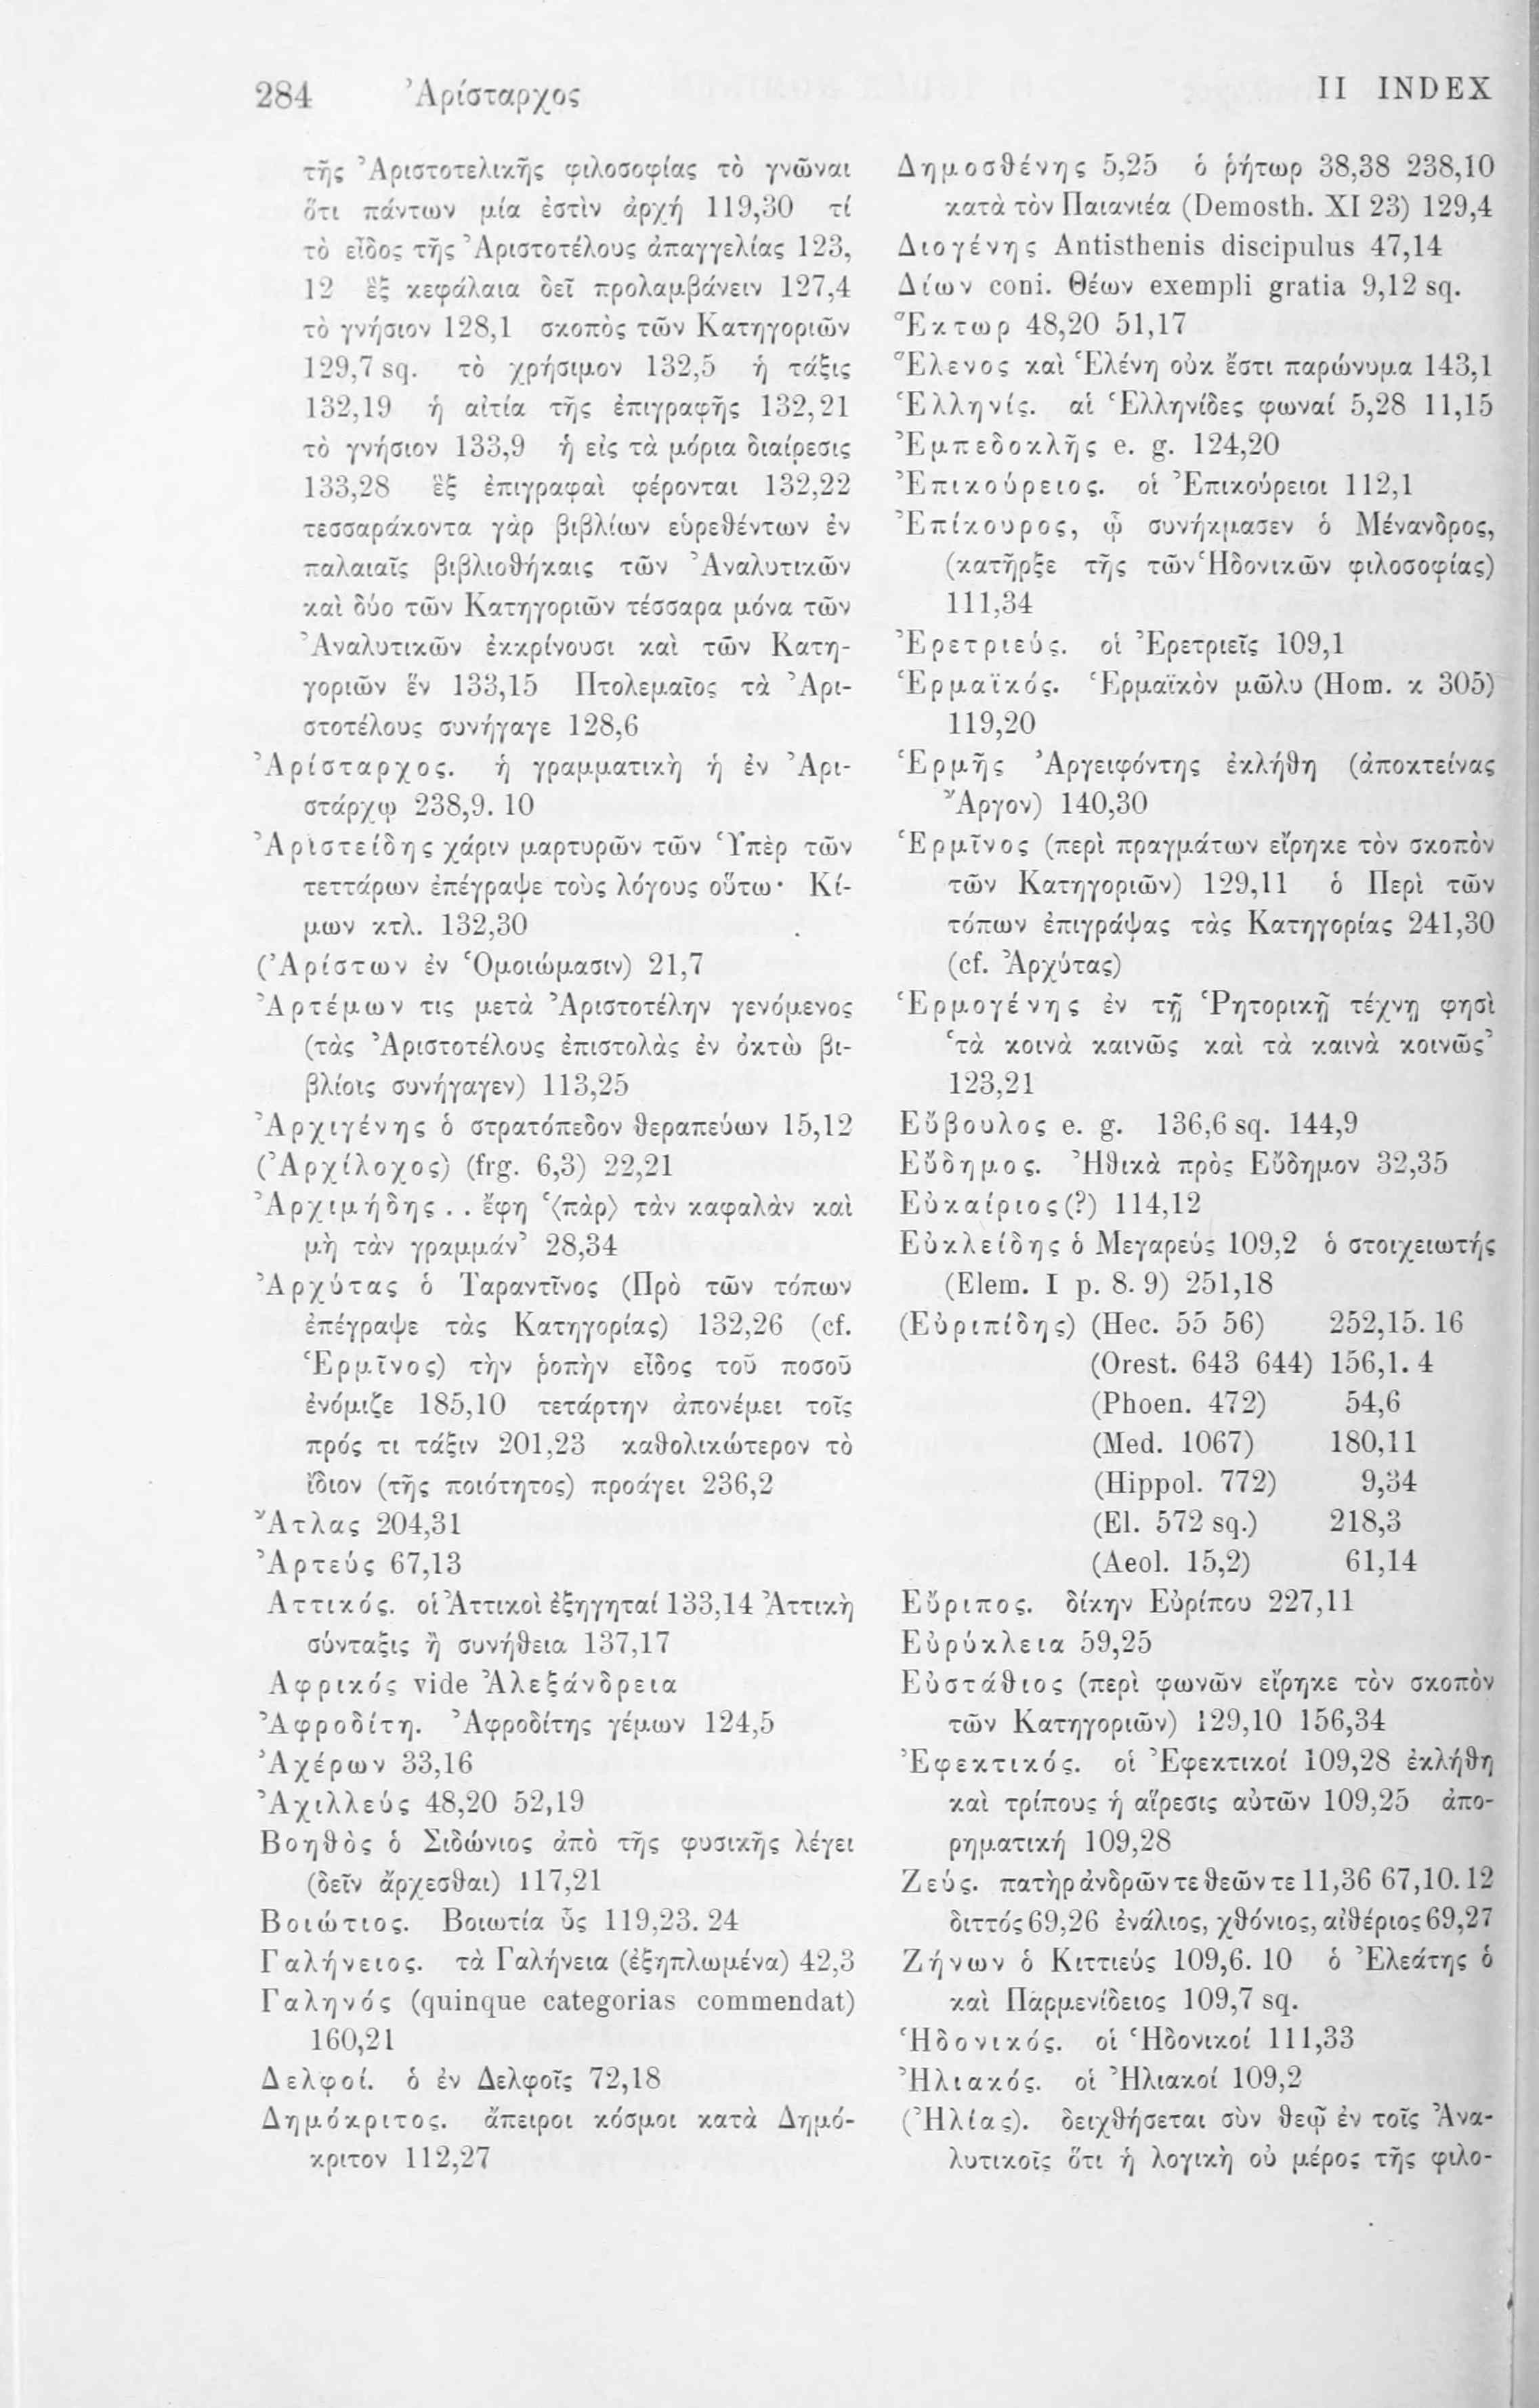 284 Ἀρίσταρχος II INDEX
τῆς Ἀριστοτελικῆς φιλοσοφίας τὸ γνῶναι
ὅτι πάντων μία ἐστὶν ἀρχή 119,30 τί
τὸ εἶδος τῆς Ἀριστοτέλους ἀπαγγελίας 123,
12 ἓξ κεφάλαια δεῖ προλαμβάνειν 127,4
τὸ γνήσιον 128,1 σκοπὸς τῶν Κατηγοριῶν
129,7 sq. τὸ χρήσιμον 132,5 ἡ τάξις
132,19 ἡ αἰτία τῆς ἐπιγραφῆς 132,21
τὸ γνήσιον 133,9 ἡ εἰς τὰ μόρια διαίρεσις
133,28 ἓξ ἐπιγραφαὶ φέρονται 132,22
τεσσαράκοντα γὰρ βιβλίων εὑρεθέντων ἐν
παλαιαῖς βιβλιοθήκαις τῶν Ἀναλυτικῶν
καὶ δύο τῶν Κατηγοριῶν τέσσαρα μόνα τῶν
Ἀναλυτικῶν ἐκκρίνουσι καὶ τῶν Κατη-
γοριῶν ἕν 133,15 Πτολεμαῖος τὰ Ἀρι-
στοτέλους συνήγαγε 128,6
Ἀρίσταρχος. ἡ γραμματικὴ ἡ ἐν Ἀρι-
στάρχῳ 238,9. 10
Ἀριστείδης χάριν μαρτυρῶν τῶν Ὑπὲρ τῶν
τεττάρων ἐπέγραψε τοὺς λόγους οὕτω· Κί-
μων κτλ. 132,30
(Ἀρίστων ἐν Ὁμοιώμασιν) 21,7
Ἀρτέμων τις μετὰ Ἀριστοτέλην γενόμενος
(τὰς Ἀριστοτέλους ἐπιστολὰς ἐν ὀκτὼ βι-
βλίοις συνήγαγεν) 113,25
Ἀρχιγένης ὁ στρατόπεδον θεραπεύων 15,12
(Ἀρχίλοχος) (frg. 6,3) 22,21
Ἀρχιμήδης . . ἔφη ‘⟨πὰρ⟩ τὰν καφαλὰν καὶ
μὴ τὰν γραμμάν’ 28,34
Ἀρχύτας ὁ Ταραντῖνος (Πρὸ τῶν τόπων
ἐπέγραψε τὰς Κατηγορίας) 132,26 (cf.
Ἑρμῖνος) τὴν ῥοπὴν εἶδος τοῦ ποσοῦ
ἐνόμιζε 185,10 τετάρτην ἀπονέμει τοῖς
πρός τι τάξιν 201,23 καθολικώτερον τὸ
ἴδιον (τῆς ποιότητος) προάγει 236,2
Ἄτλας 204,31
Ἀρτεύς 67,13
Αττικός. οἱ Ἀττικοὶ ἐξηγηταί 133,14 Ἀττικὴ
σύνταξις ἢ συνήθεια 137,17
Αφρικός vide Ἀλεξάνδρεια
Ἀφροδίτη. Ἀφροδίτης γέμων 124,5
Ἀχέρων 33,16
Ἀχιλλεύς 48,20 52,19
Βοηθὸς ὁ Σιδώνιος ἀπὸ τῆς φυσικῆς λέγει
(δεῖν ἄρχεσθαι) 117,21
Βοιώτιος. Βοιωτία ὗς 119,23. 24
Γαλήνειος. τὰ Γαλήνεια (ἐξηπλωμένα) 42,3
Γαληνός (quinque categorias commendat)
160,21
Δελφοί. ὁ ἐν Δελφοῖς 72,18
Δημόκριτος. ἄπειροι κόσμοι κατὰ Δημό-
κριτον 112,27
Δημοσθένης 5,25 ὁ ῥήτωρ 38,38 238,10
κατὰ τὸν Παιανιέα (Demosth. XI 23) 129,4
Διογένης Antisthenis discipulus 47,14
Δίων coni. Θέων exempli gratia 9,12 sq.
Ἕκτωρ 48,20 51,17
Ἕλενος καὶ Ἑλένη οὐκ ἔστι παρώνυμα 143,1
Ἑλληνίς. αἱ Ἑλληνίδες φωναί 5,28 11,15
Ἐμπεδοκλῆς e. g. 124,20
Ἐπικούρειος. οἱ Ἐπικούρειοι 112,1
Ἐπίκουρος, ᾧ συνήκμασεν ὁ Μένανδρος,
(κατῆρξε τῆς τῶν Ἡδονικῶν φιλοσοφίας)
111,34
Ἐρετριεύς. οἱ Ἐρετριεῖς 109,1
Ἑρμαϊκός. Ἑρμαϊκὸν μῶλυ (Hom. κ 305)
119,20
Ἑρμῆς Ἀργειφόντης ἐκλήθη (ἀποκτείνας
Ἄργον) 140,30
Ἑρμῖνος (περὶ πραγμάτων εἴρηκε τὸν σκοπὸν
τῶν Κατηγοριῶν) 129,11 ὁ Περὶ τῶν
τόπων ἐπιγράψας τὰς Κατηγορίας 241,30
(cf. Ἀρχύτας)
Ἑρμογένης ἐν τῇ Ῥητορικῇ τέχνῃ φησὶ
‘τὰ κοινὰ καινῶς καὶ τὰ καινὰ κοινῶς’
123,21
Εὔβουλος e. g. 136,6 sq. 144,9
Εὔδημος. Ἠθικὰ πρὸς Εὔδημον 32,35
Εὐκαίριος(?) 114,12
Εὐκλείδης ὁ Μεγαρεύς 109,2 ὁ στοιχειωτής
(Elem. I p. 8. 9) 251,18
(Εὐριπίδης) (Hec. 55 56) 252,15. 16
(Orest. 643 644) 156,1. 4
(Phoen. 472) 54,6
(Med. 1067) 180,11
(Hippol. 772) 9,34
(El. 572 sq.) 218,3
(Aeol. 15,2) 61,14
Εὔριπος. δίκην Εὐρίπου 227,11
Εὐρύκλεια 59,25
Εὐστάθιος (περὶ φωνῶν εἴρηκε τὸν σκοπὸν
τῶν Κατηγοριῶν) 129,10 156,34
Ἐφεκτικός. οἱ Ἐφεκτικοί 109,28 ἐκλήθη
καὶ τρίπους ἡ αἵρεσις αὐτῶν 109,25 ἀπο-
ρηματική 109,28
Ζεύς. πατὴρ ἀνδρῶν τε θεῶν τε 11,36 67,10. 12
διττός 69,26 ἐνάλιος, χθόνιος, αἰθέριος 69,27
Ζήνων ὁ Κιττιεύς 109,6. 10 ὁ Ἐλεάτης ὁ
καὶ Παρμενίδειος 109,7 sq.
Ἡδονικός. οἱ Ἡδονικοί 111,33
Ἠλιακός. οἱ Ἠλιακοί 109,2
(Ἠλίας). δειχθήσεται σὺν θεῷ ἐν τοῖς Ἀνα-
λυτικοῖς ὅτι ἡ λογικὴ οὐ μέρος τῆς φιλο-